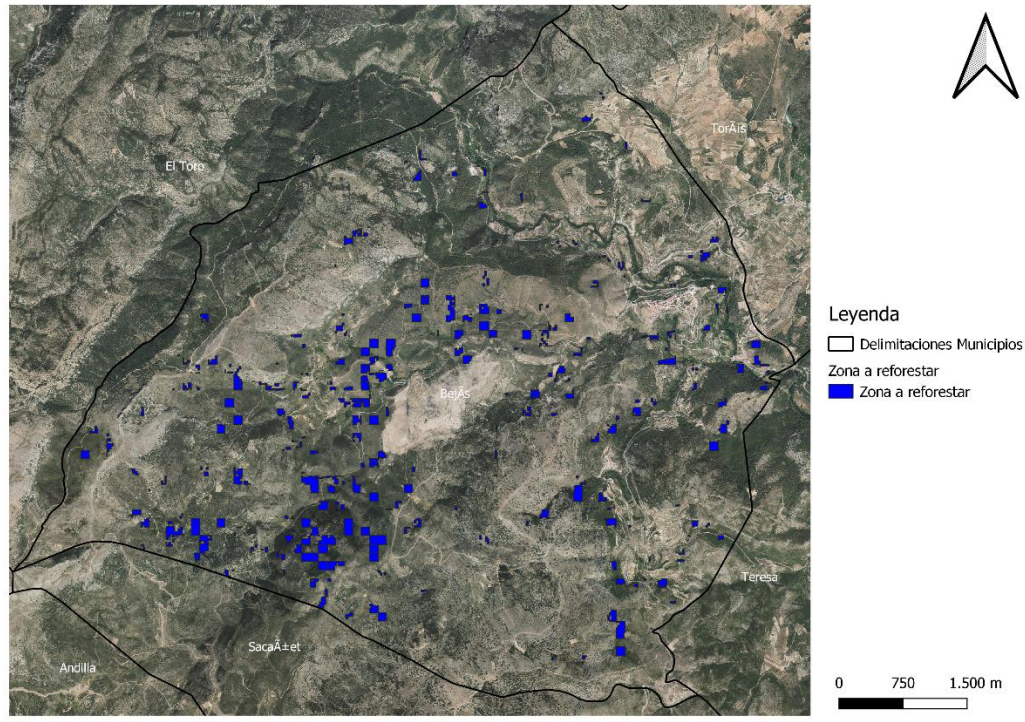 El Toro
TorÃ¡s
BejÃ­s
Teresa
SacaÃ±et
Andilla
Leyenda
Delimitaciones Municipios
Zona a reforestar
Zona a reforestar
0 750 1.500 m